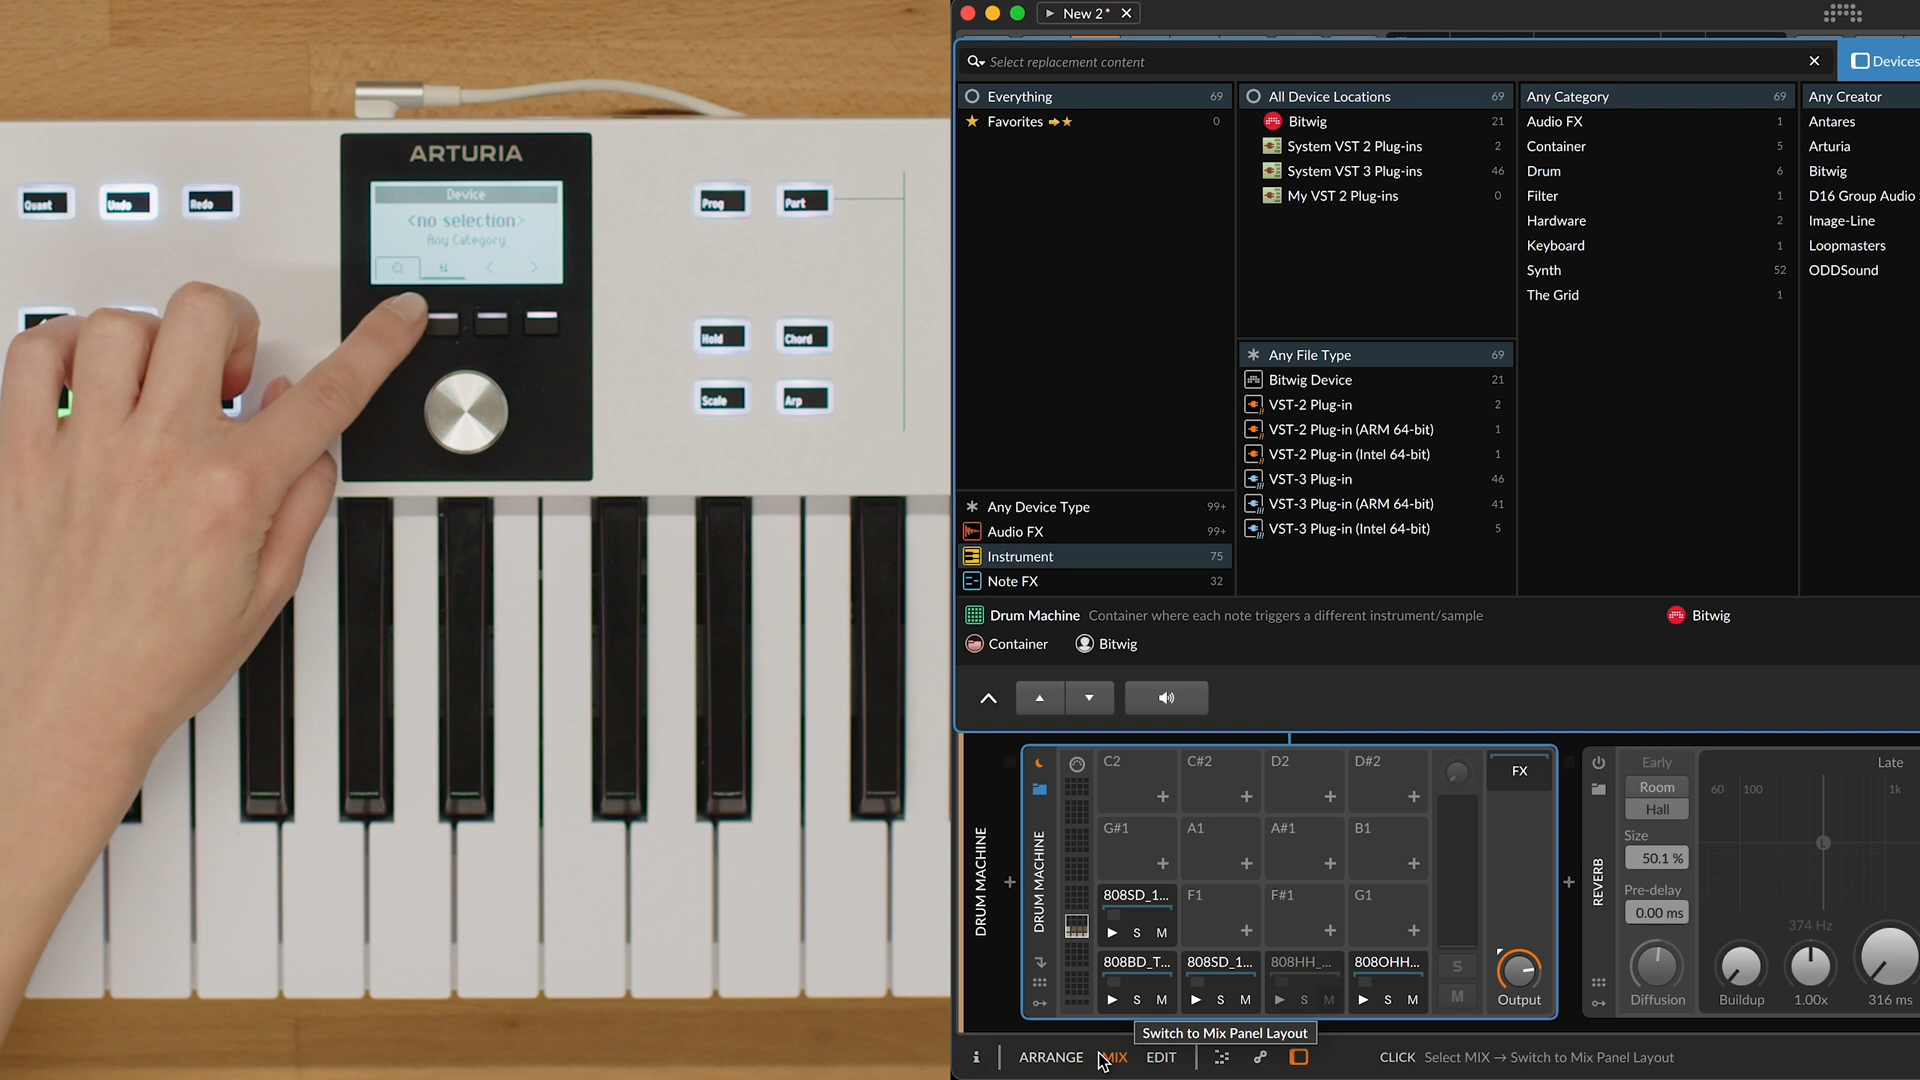 ARTURIA
Device
<no selection>
Any Category
Quant
Undo
Redo
Prog
Part
Hold
Chord
Scale
Arp
New 2*
Select replacement content
Devices
Everything 69
Favorites 0
Any Device Type 99+
Audio FX 99+
Instrument 75
Note FX 32
All Device Locations 69
Bitwig 21
System VST 2 Plug-ins 2
System VST 3 Plug-ins 46
My VST 2 Plug-ins 0
Any File Type 69
Bitwig Device 21
VST-2 Plug-in 2
VST-2 Plug-in (ARM 64-bit) 1
VST-2 Plug-in (Intel 64-bit) 1
VST-3 Plug-in 46
VST-3 Plug-in (ARM 64-bit) 41
VST-3 Plug-in (Intel 64-bit) 5
Any Category 69
Audio FX 1
Container 5
Drum 6
Filter 1
Hardware 2
Keyboard 1
Synth 52
The Grid 1
Any Creator
Antares
Arturia
Bitwig
D16 Group Audio
Image-Line
Loopmasters
ODDSound
Drum Machine Container where each note triggers a different instrument/sample Bitwig
Container Bitwig
DRUM MACHINE
DRUM MACHINE
C2 C#2 D2 D#2
G#1 A1 A#1 B1
808SD_1... F1 F#1 G1
S M
808BD_T... 808SD_1... 808HH_... 808OHH...
S M S M S M S M
FX
S
M
Output
REVERB
Early
Room
Hall
Size
50.1 %
Pre-delay
0.00 ms
Diffusion
Late
60 100 1k
374 Hz
Buildup 1.00x 316 ms
Switch to Mix Panel Layout
ARRANGE MIX EDIT CLICK Select MIX → Switch to Mix Panel Layout